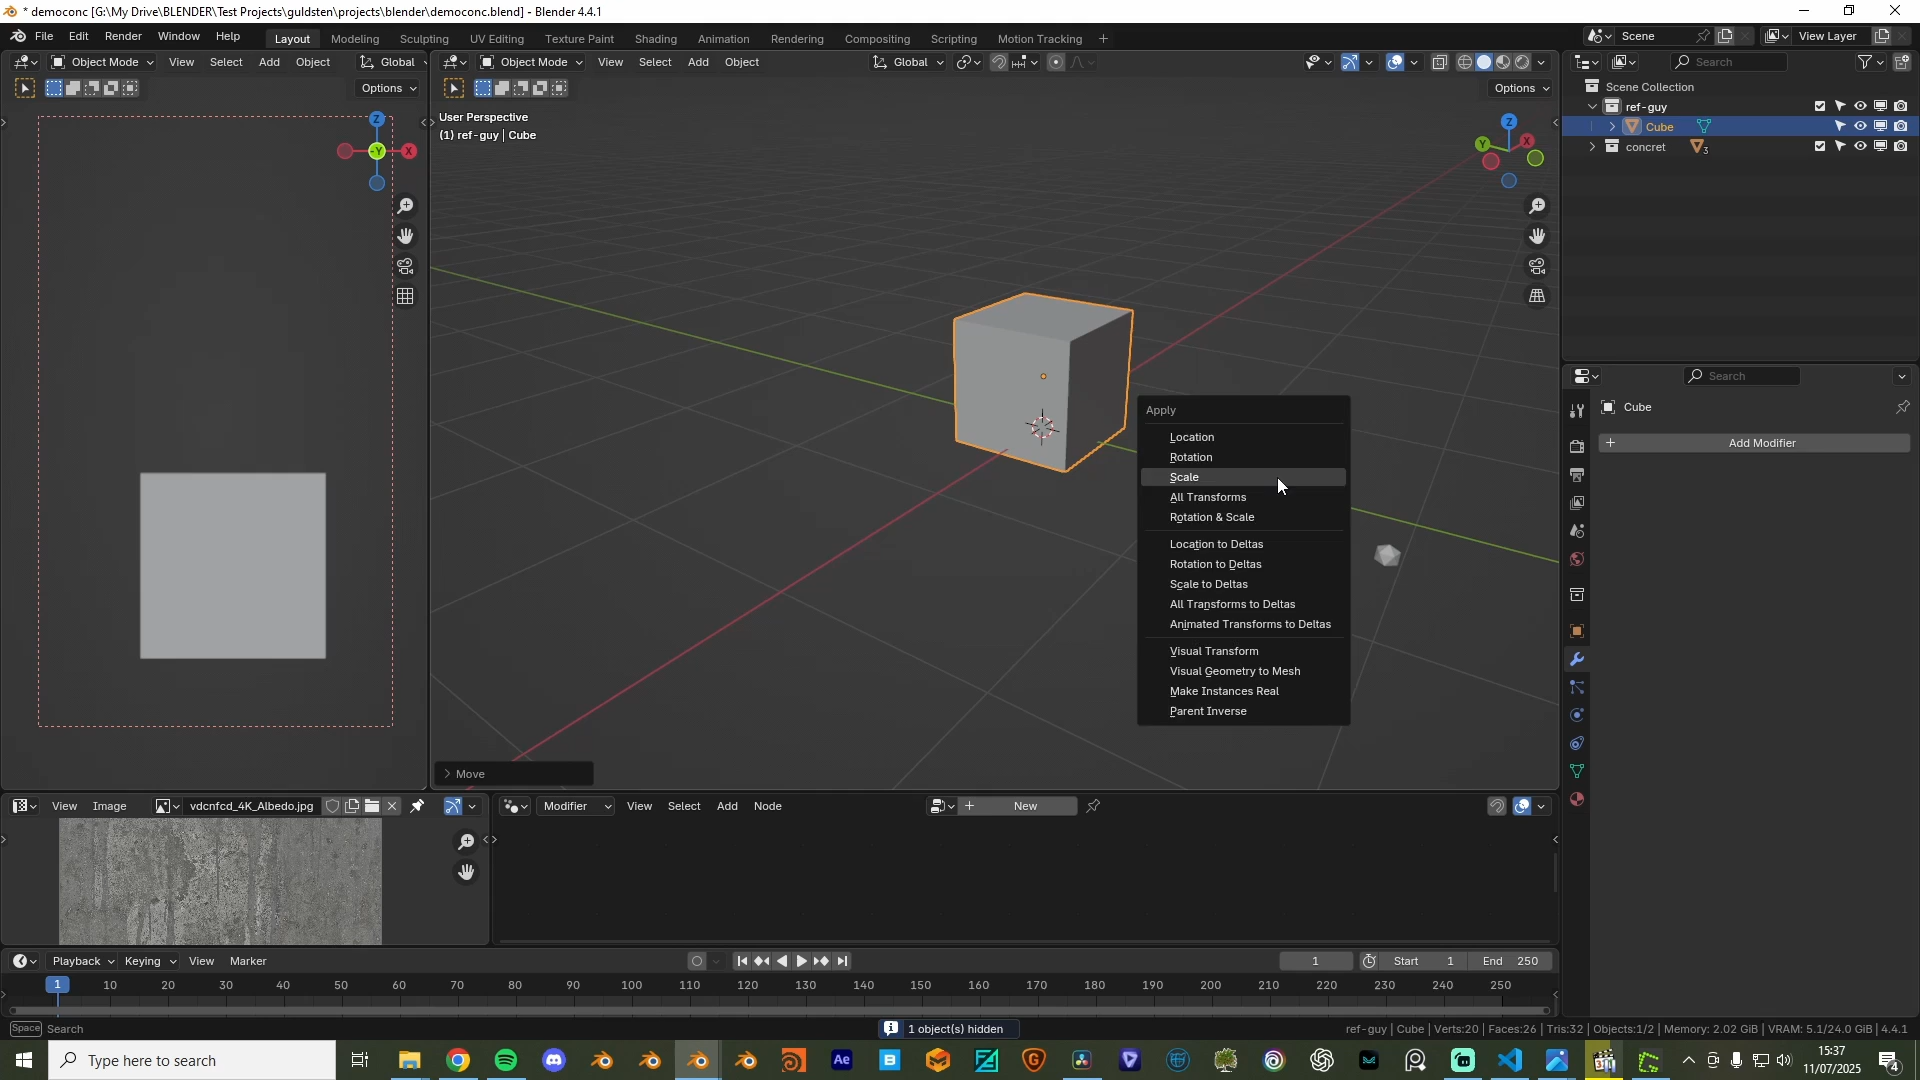 * democonc [G:\My Drive\BLENDER\Test Projects\guldsten\projects\blender\democonc.blend] - Blender 4.4.1
File Edit Render Window Help Layout Modeling Sculpting UV Editing Texture Paint Shading Animation Rendering Compositing Scripting Motion Tracking + Scene View Layer
Object Mode View Select Add Object Global Object Mode View Select Add Object Global Search
Options Options Scene Collection
User Perspective
(1) ref-guy | Cube
ref-guy
Cube
concret 3
Z
-Y X
Z
Y X
Search
Cube
+ Add Modifier
Apply
Location
Rotation
Scale
All Transforms
Rotation & Scale
Location to Deltas
Rotation to Deltas
Scale to Deltas
All Transforms to Deltas
Animated Transforms to Deltas
Visual Transform
Visual Geometry to Mesh
Make Instances Real
Parent Inverse
Move
View Image vdcnfcd_4K_Albedo.jpg Modifier View Select Add Node + New
Playback Keying View Marker 1 Start 1 End 250
1 10 20 30 40 50 60 70 80 90 100 110 120 130 140 150 160 170 180 190 200 210 220 230 240 250
Space Search 1 object(s) hidden ref-guy | Cube | Verts:20 | Faces:26 | Tris:32 | Objects:1/2 | Memory: 2.02 GiB | VRAM: 5.1/24.0 GiB | 4.4.1
Type here to search Ae 15:37
11/07/2025 4